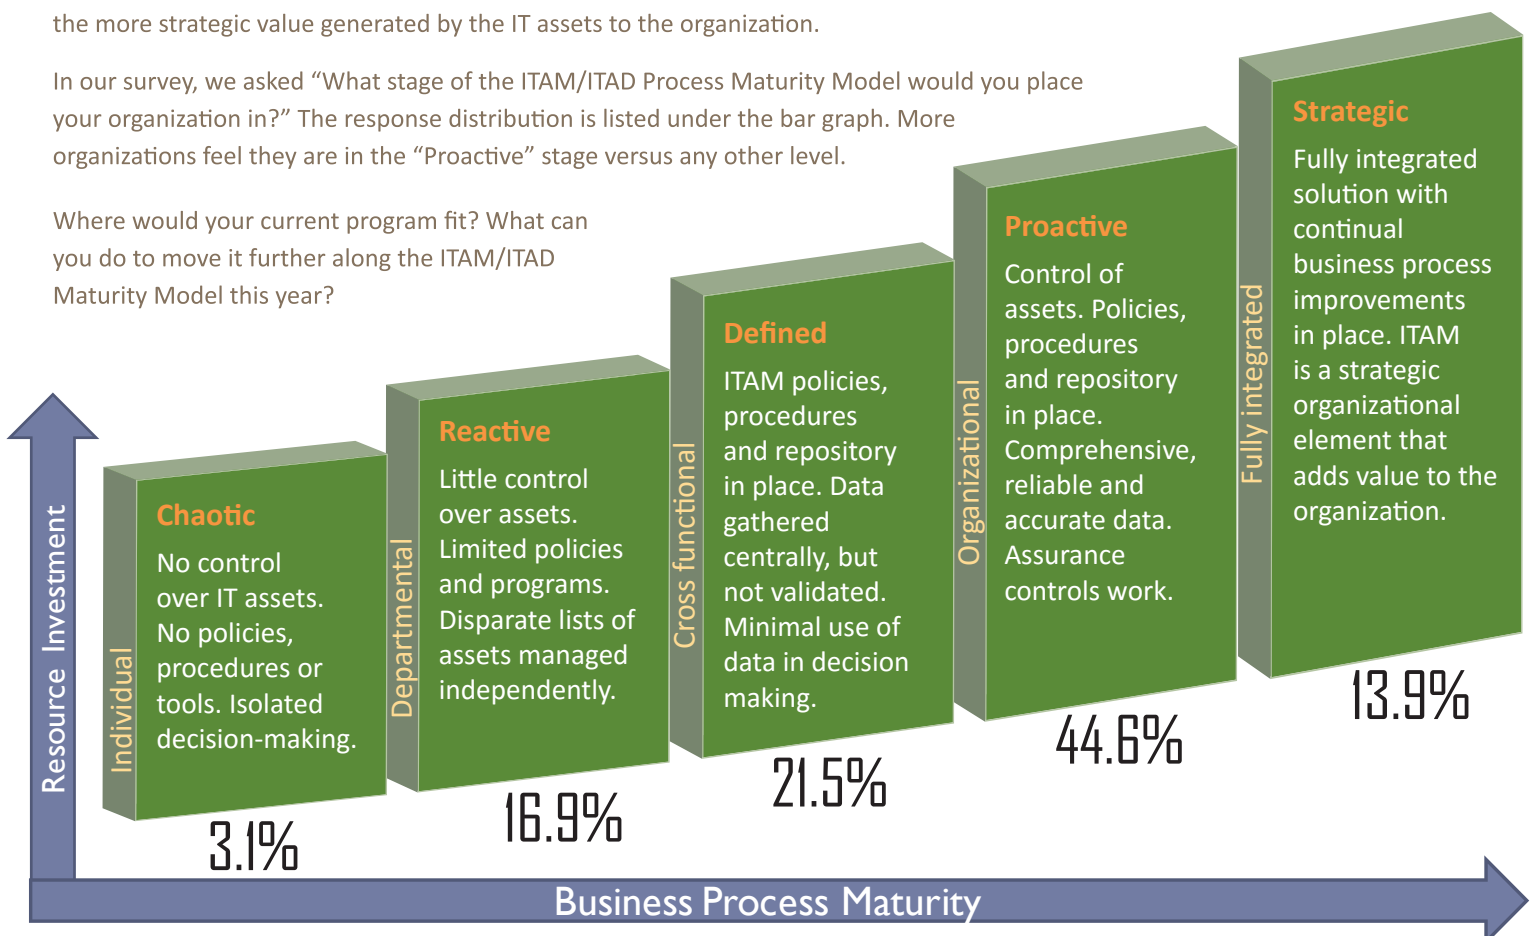 the more strategic value generated by the IT assets to the organization.
In our survey, we asked “What stage of the ITAM/ITAD Process Maturity Model would you place
your organization in?” The response distribution is listed under the bar graph. More
organizations feel they are in the “Proactive” stage versus any other level.
Where would your current program fit? What can
you do to move it further along the ITAM/ITAD
Maturity Model this year?
Resource Investment
Individual
Chaotic
No control
over IT assets.
No policies,
procedures or
tools. Isolated
decision-making.
3.1%
Departmental
Reactive
Little control
over assets.
Limited policies
and programs.
Disparate lists of
assets managed
independently.
16.9%
Cross functional
Defined
ITAM policies,
procedures
and repository
in place. Data
gathered
centrally, but
not validated.
Minimal use of
data in decision
making.
21.5%
Organizational
Proactive
Control of
assets. Policies,
procedures
and repository
in place.
Comprehensive,
reliable and
accurate data.
Assurance
controls work.
44.6%
Fully integrated
Strategic
Fully integrated
solution with
continual
business process
improvements
in place. ITAM
is a strategic
organizational
element that
adds value to the
organization.
13.9%
Business Process Maturity